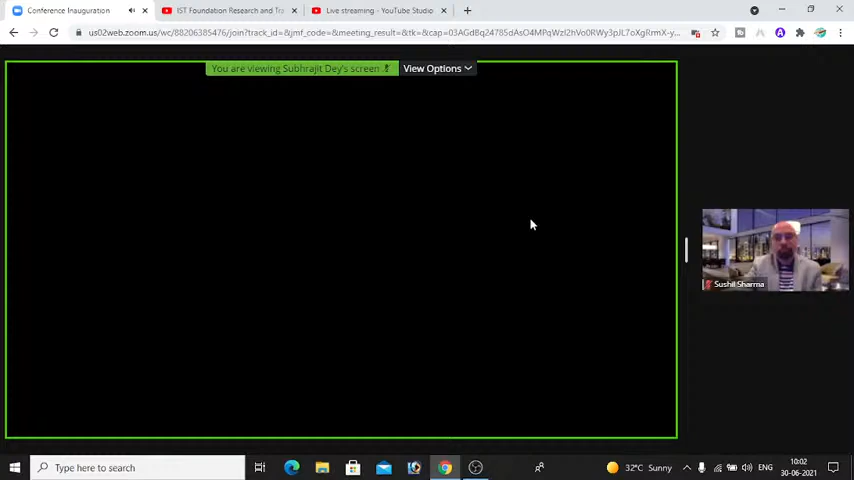 Conference Inauguration
IST Foundation Research and Tra
Live streaming - YouTube Studio
us02web.zoom.us/wc/88206385476/join?track_id=&jmf_code=&meeting_result=&tk=&cap=03AGdBq24785dAsO4MPqWzl2hVo0RWy3pJL7oXgRrmX-y...
You are viewing Subhrajit Dey's screen
View Options
Sushil Sharma
Type here to search
32°C Sunny
ENG
10:02
30-06-2021